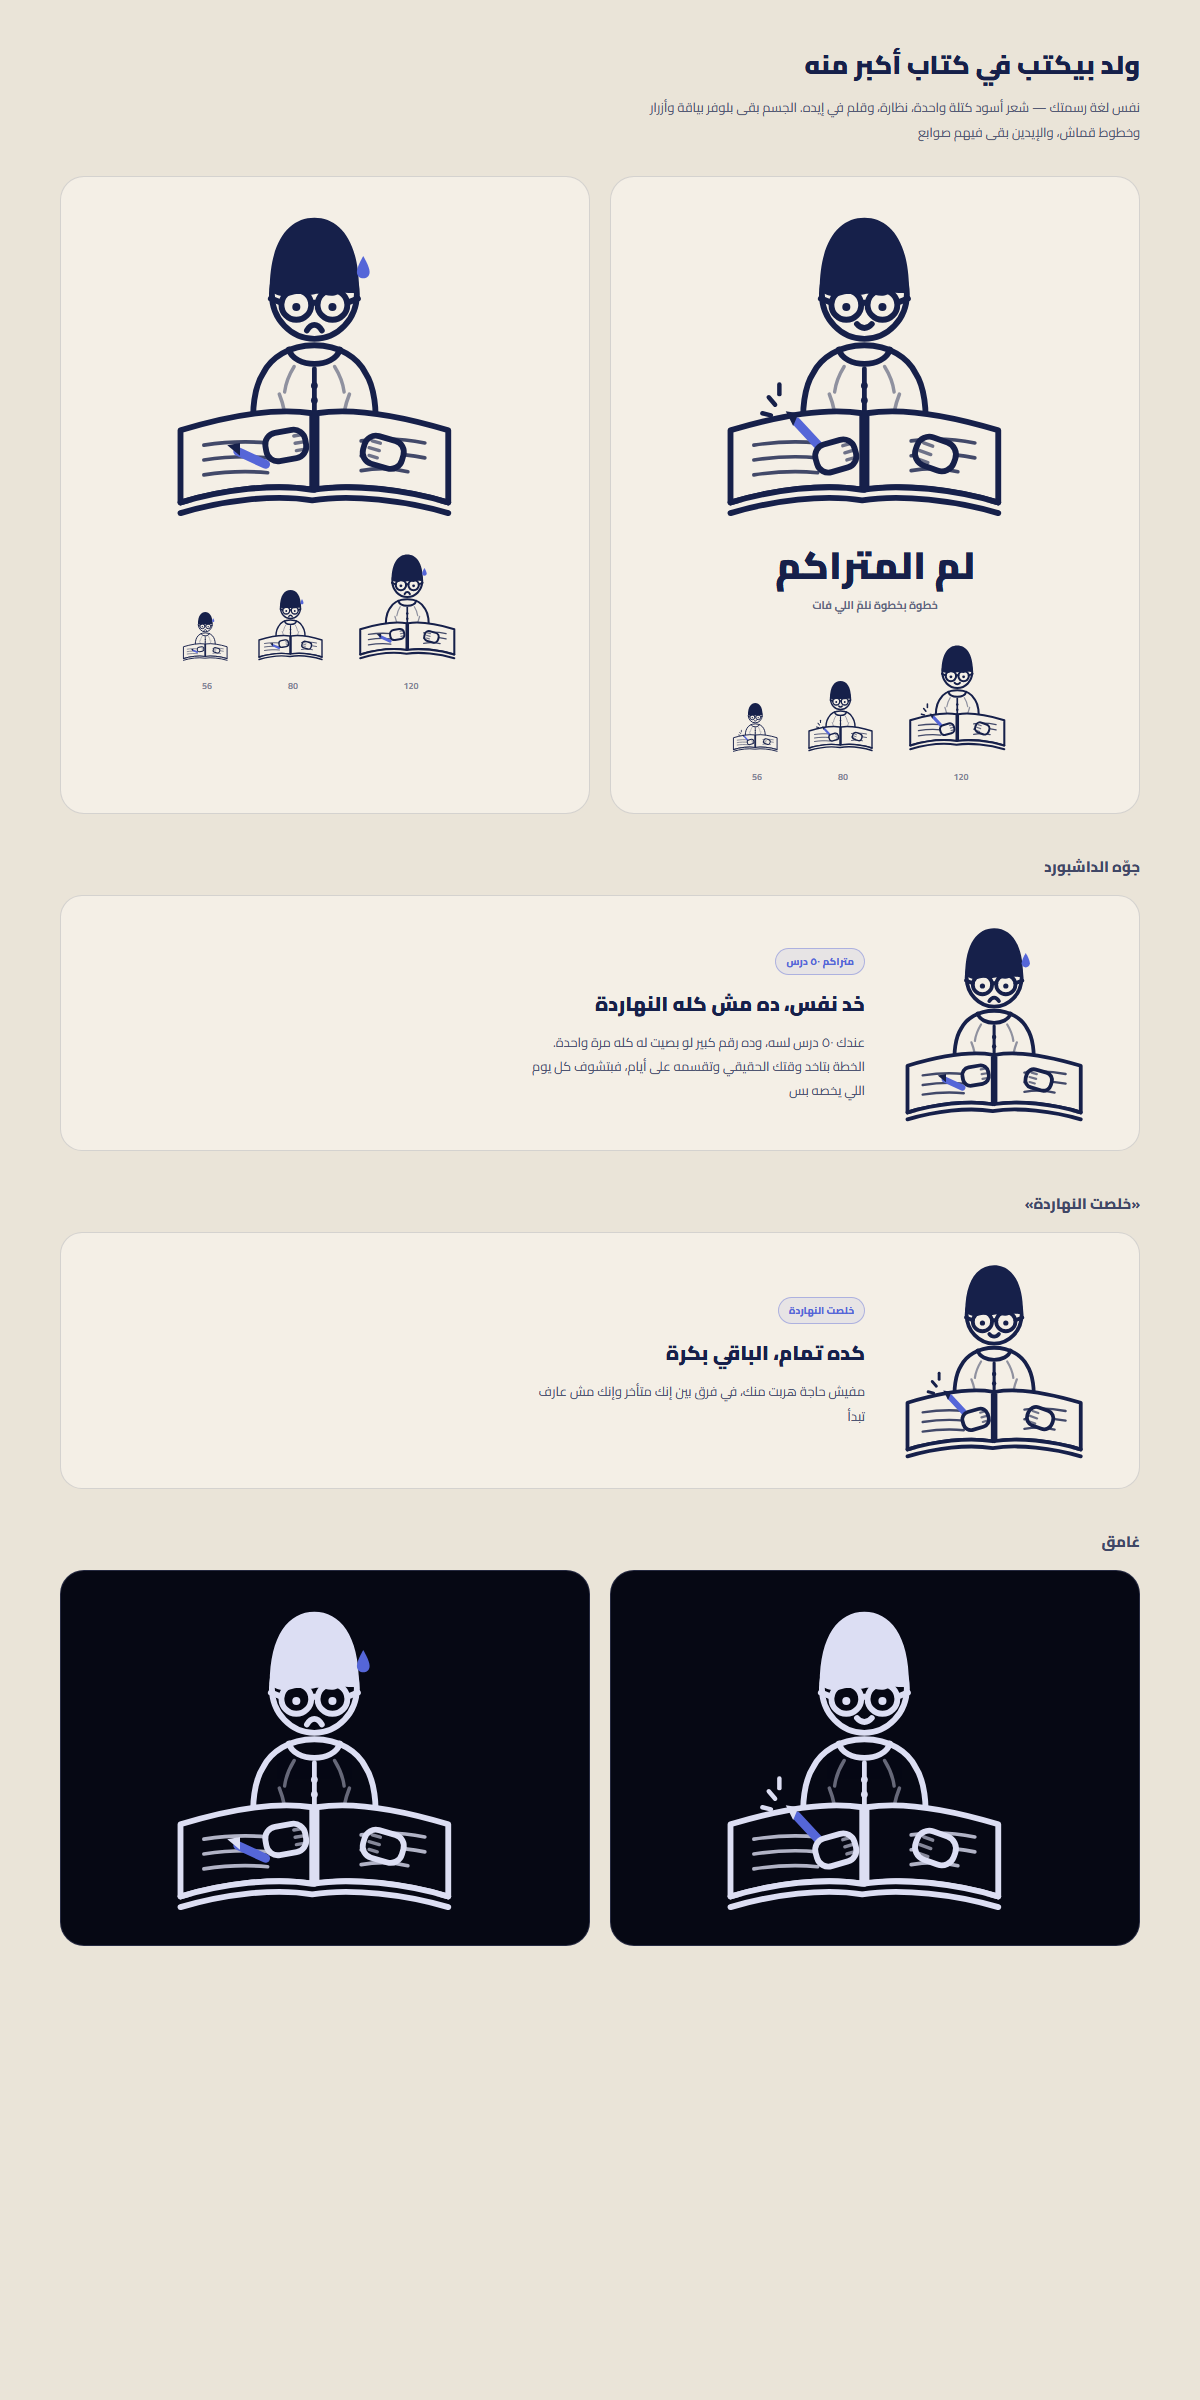 ولد بيكتب في كتاب أكبر منه
نفس لغة رسمتك — شعر أسود كتلة واحدة، نظارة، وقلم في إيده. الجسم بقى بلوفر بياقة وأزرار
وخطوط قماش، والإيدين بقى فيهم صوابع
لم المتراكم
خطوة بخطوة نلمّ اللي فات
120
80
56
120
80
56
جوّه الداشبورد
متراكم ٥٠ درس
خد نفس، ده مش كله النهاردة
عندك ٥٠ درس لسه، وده رقم كبير لو بصيت له كله مرة واحدة.
الخطة بتاخد وقتك الحقيقي وتقسمه على أيام، فبتشوف كل يوم
اللي يخصه بس
«خلصت النهاردة»
خلصت النهاردة
كده تمام، الباقي بكرة
مفيش حاجة هربت منك، في فرق بين إنك متأخر وإنك مش عارف
تبدأ
غامق